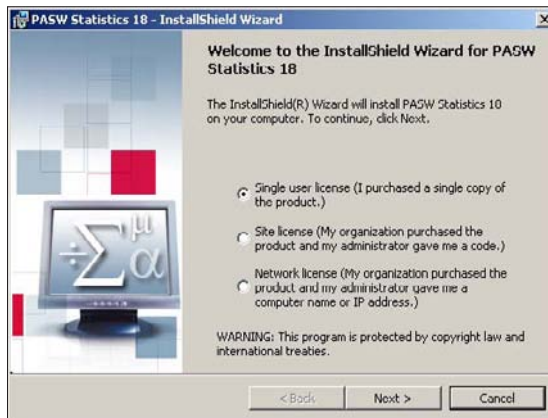 PASW Statistics 18 - InstallShield Wizard
Welcome to the InstallShield Wizard for PASW
Statistics 18
The InstallShield(R) Wizard will install PASW Statistics 18
on your computer. To continue, click Next.
Single user license (I purchased a single copy of
the product.)
Site license (My organization purchased the
product and my administrator gave me a code.)
Network license (My organization purchased the
product and my administrator gave me a
computer name or IP address.)
÷Σμα
WARNING: This program is protected by copyright law and
international treaties.
< Back
Next >
Cancel